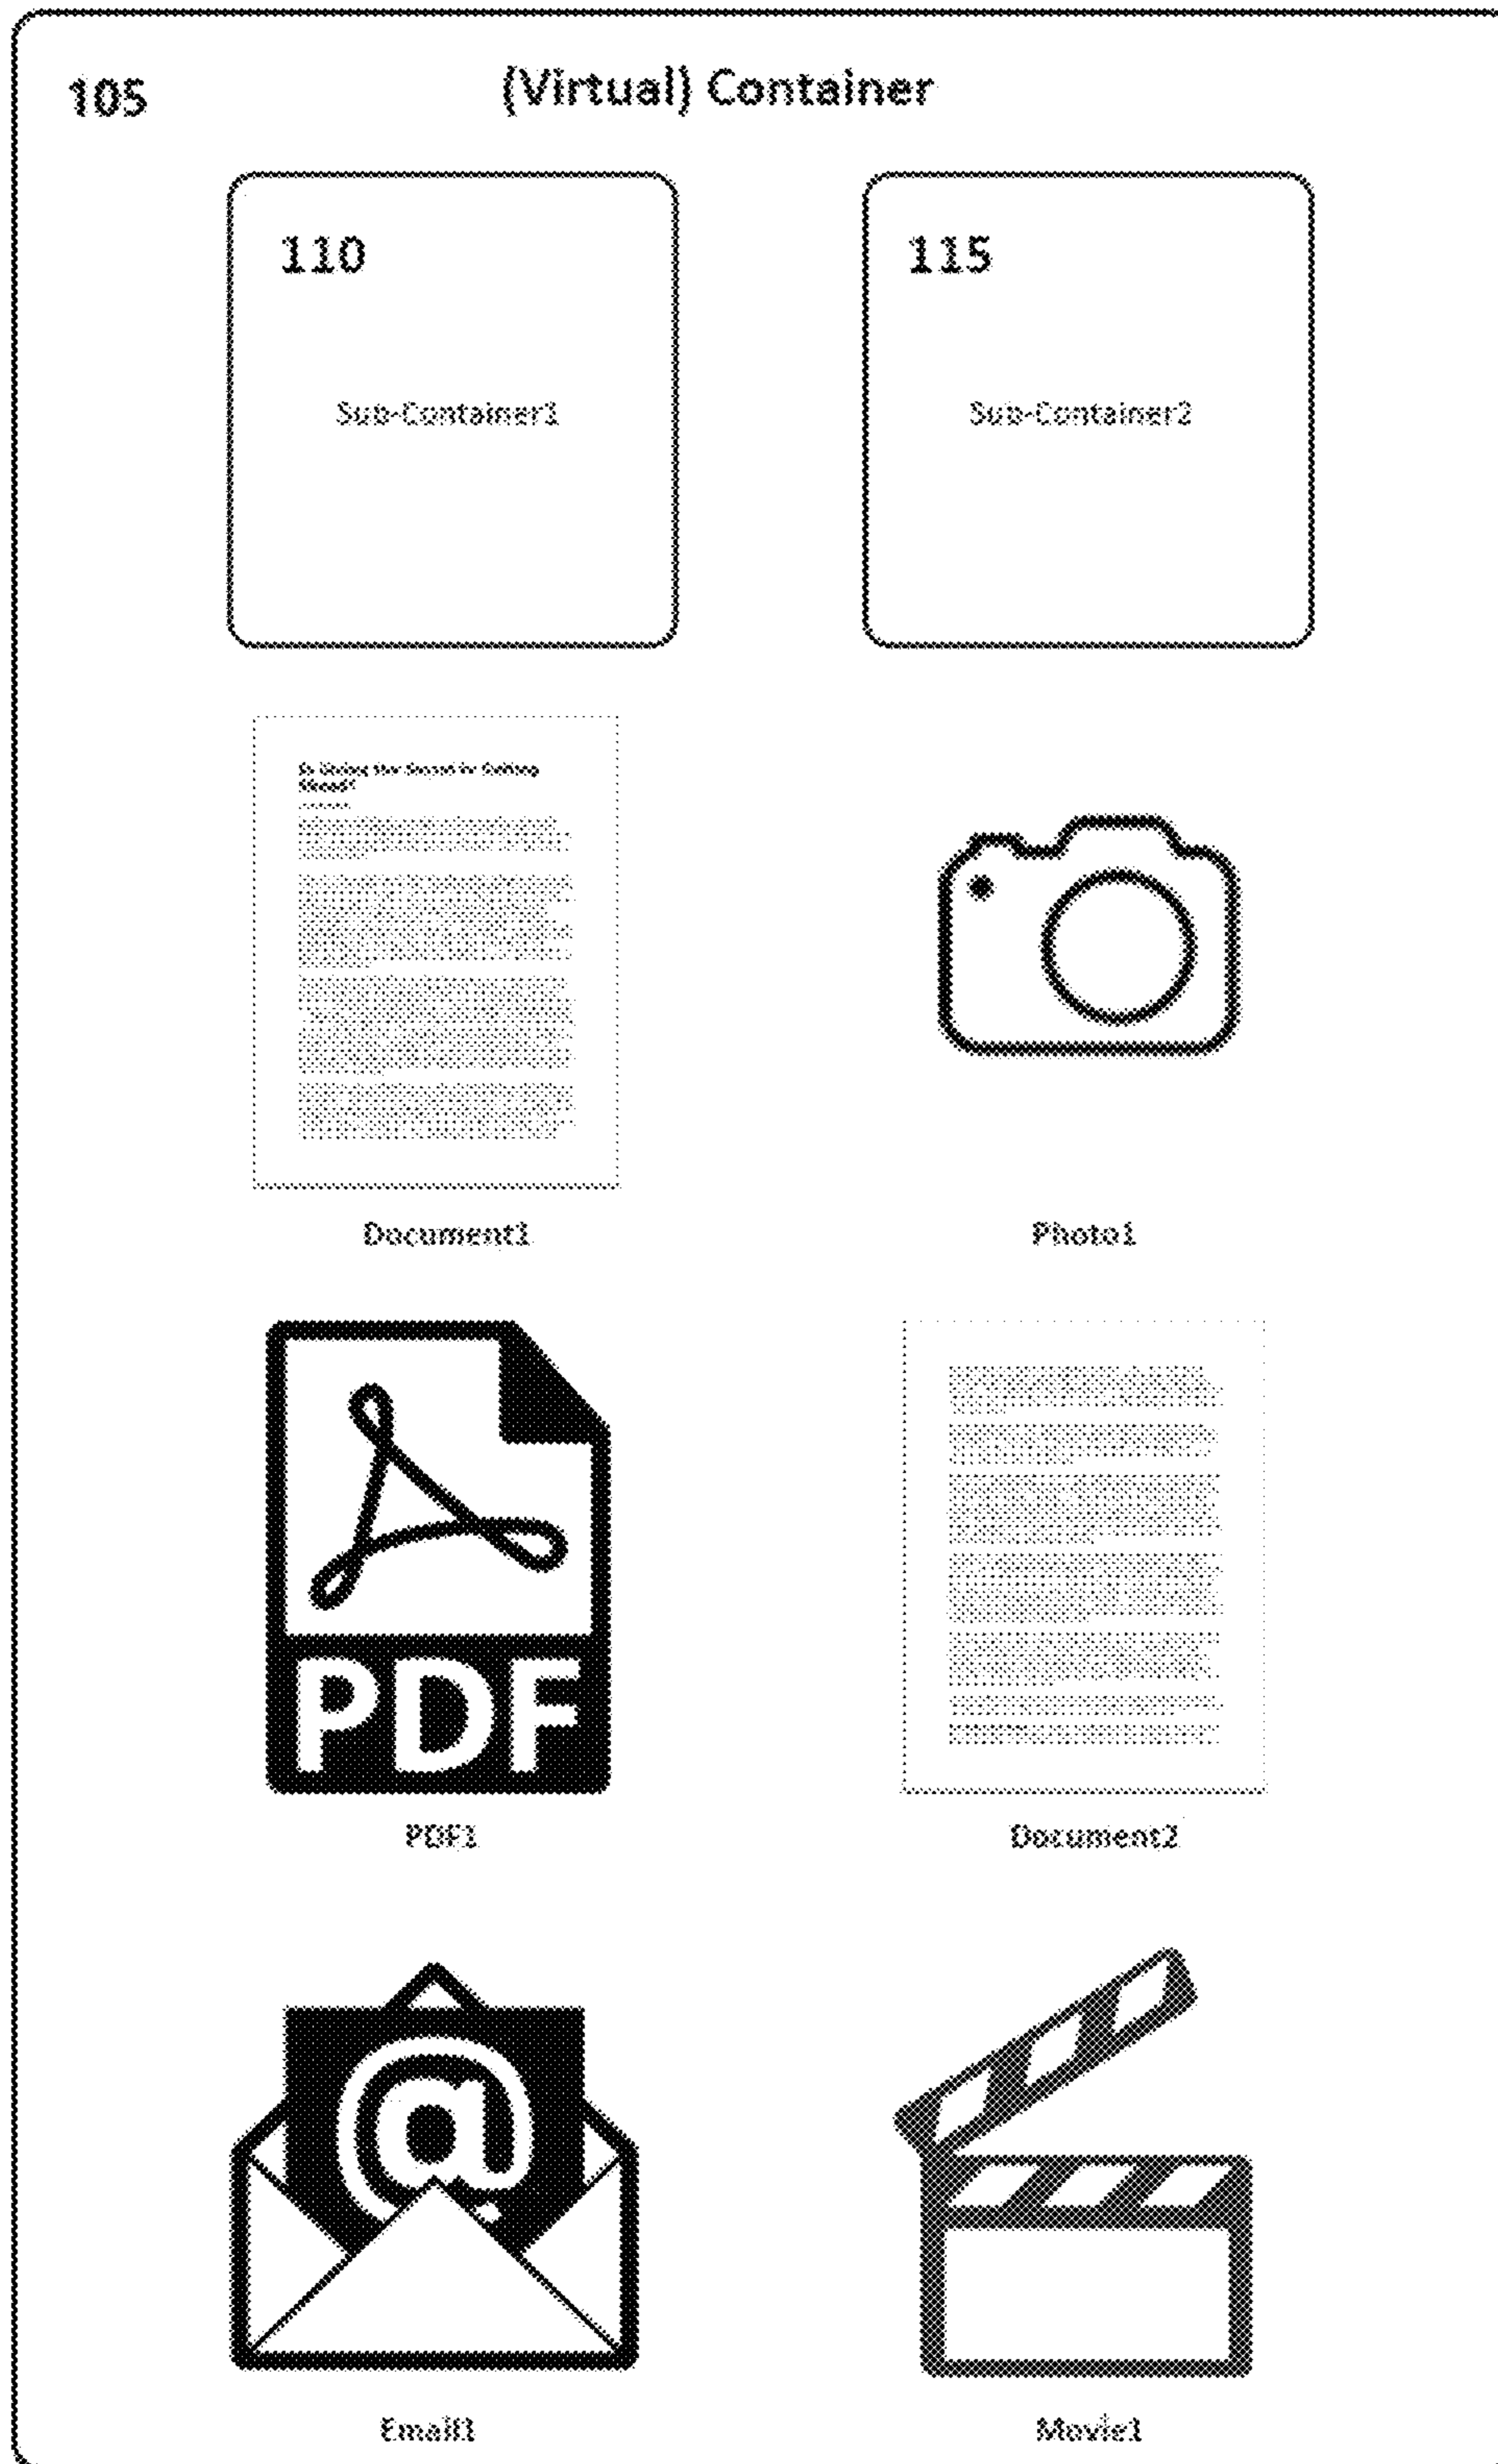 105
(Virtual) Container
110
115
Sub-Container1
Sub-Container2
Document1
Photo1
PDF
PDF1
Document2
@
Email1
Movie1